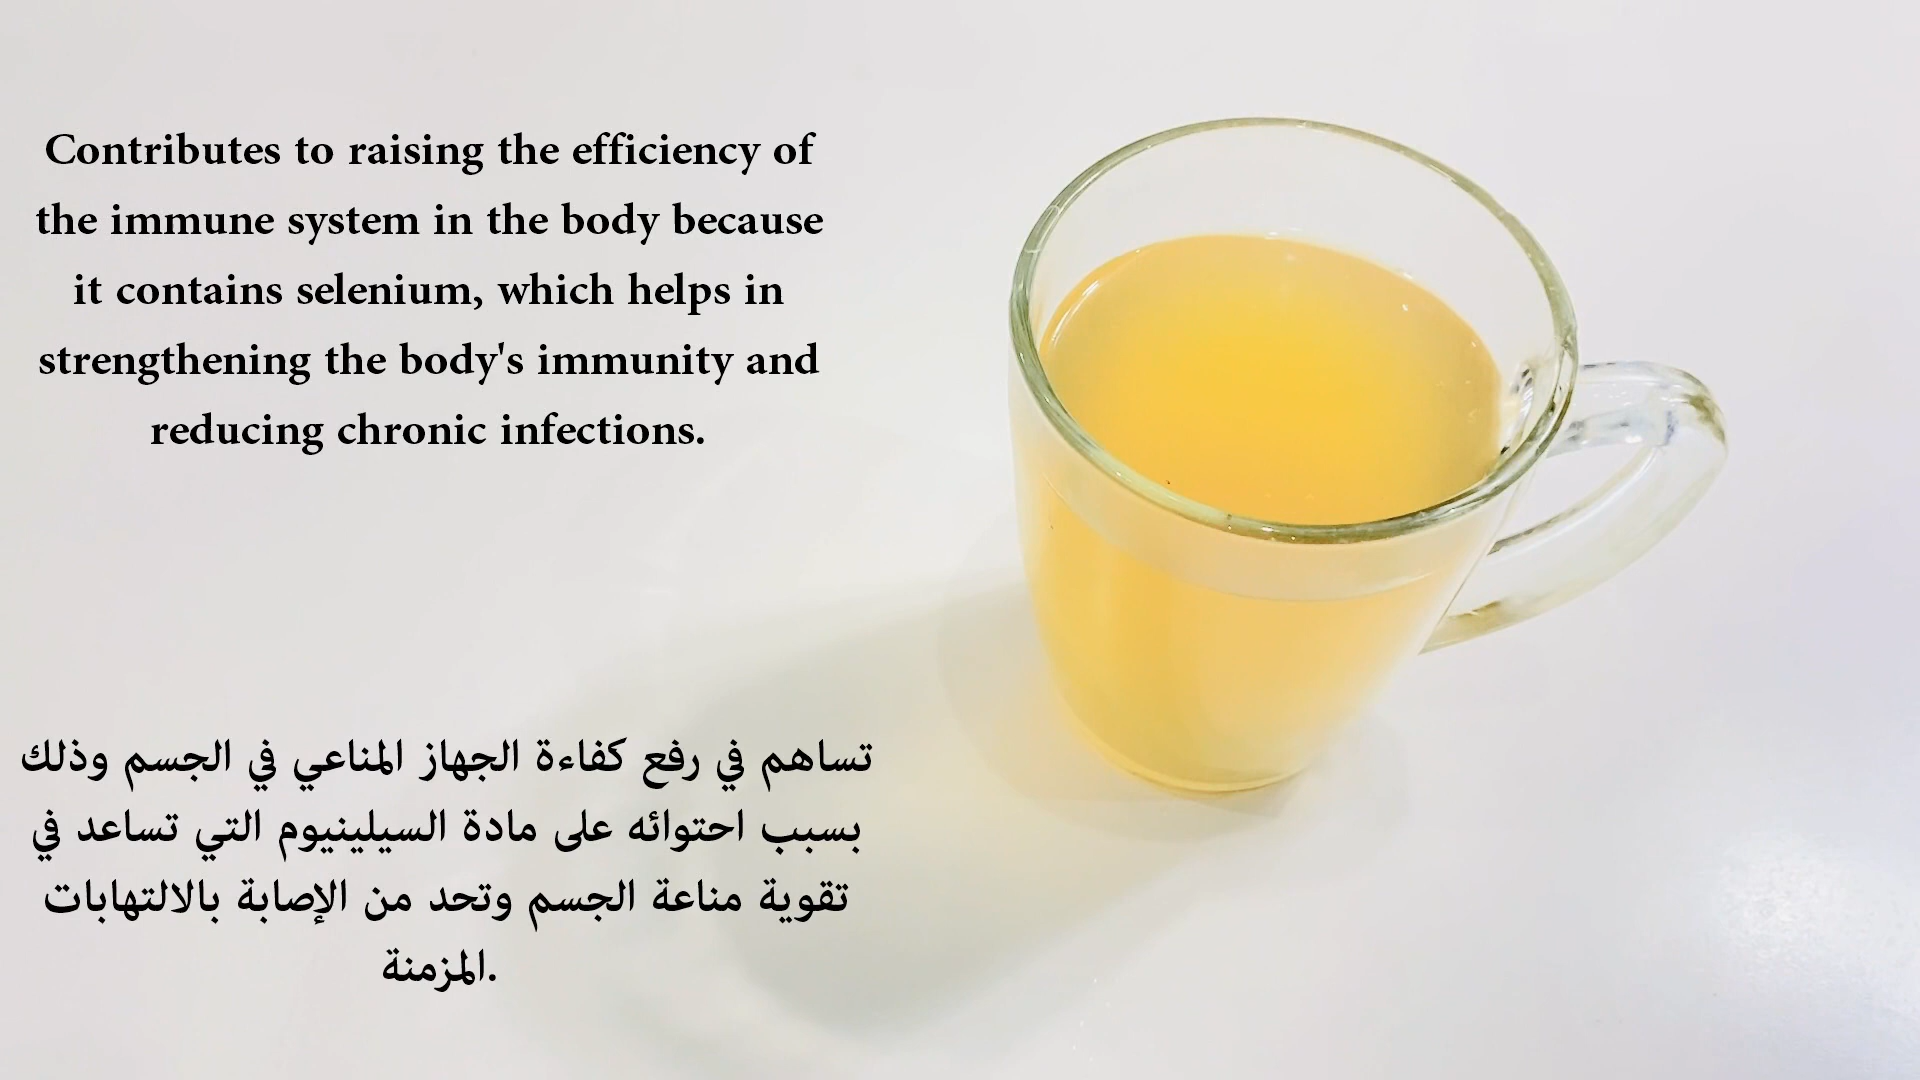 Contributes to raising the efficiency of
the immune system in the body because
it contains selenium, which helps in
strengthening the body's immunity and
reducing chronic infections.
تساهم في رفع كفاءة الجهاز المناعي في الجسم وذلك
بسبب احتوائه على مادة السيلينيوم التي تساعد في
تقوية مناعة الجسم وتحد من الإصابة بالالتهابات
المزمنة.